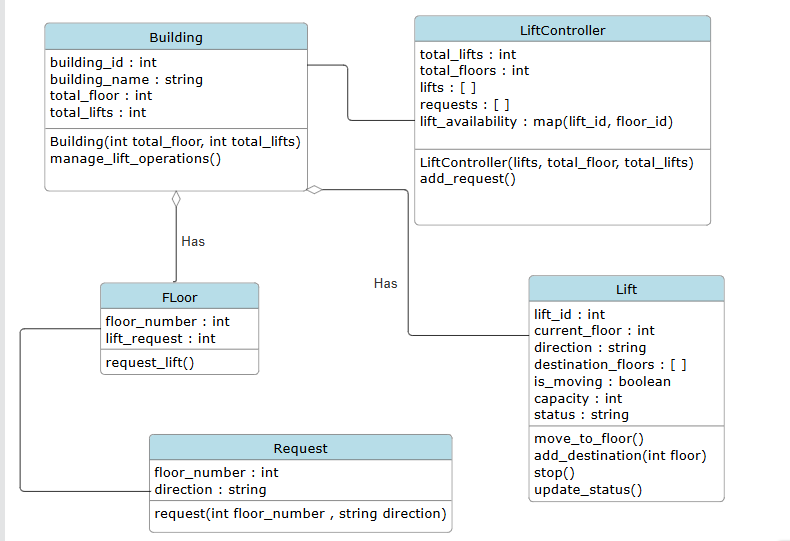 Building
building_id : int
building_name : string
total_floor : int
total_lifts : int
Building(int total_floor, int total_lifts)
manage_lift_operations()
LiftController
total_lifts : int
total_floors : int
lifts : [ ]
requests : [ ]
lift_availability : map(lift_id, floor_id)
LiftController(lifts, total_floor, total_lifts)
add_request()
Has
Has
FLoor
floor_number : int
lift_request : int
request_lift()
Lift
lift_id : int
current_floor : int
direction : string
destination_floors : [ ]
is_moving : boolean
capacity : int
status : string
move_to_floor()
add_destination(int floor)
stop()
update_status()
Request
floor_number : int
direction : string
request(int floor_number , string direction)